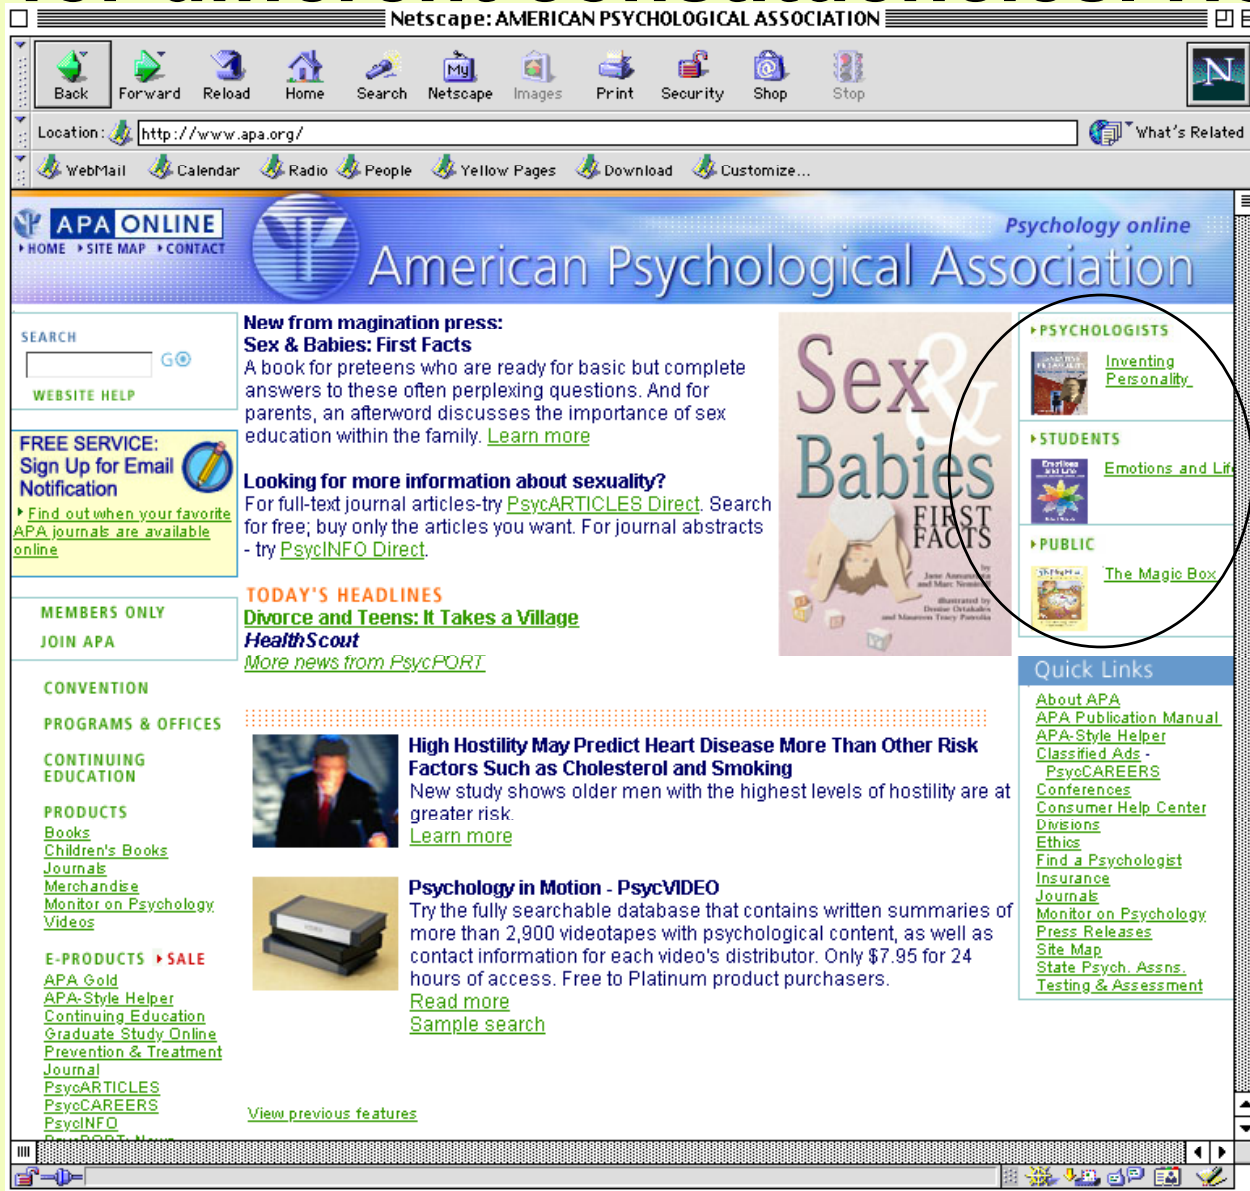 Netscape: AMERICAN PSYCHOLOGICAL ASSOCIATION
Back Forward Reload Home Search Netscape Images Print Security Shop Stop
My
N
Location: http://www.apa.org/ What's Related
WebMail Calendar Radio People Yellow Pages Download Customize...
APA ONLINE
HOME SITE MAP CONTACT
Psychology online
American Psychological Association
SEARCH
GO
WEBSITE HELP
FREE SERVICE:
Sign Up for Email
Notification
Find out when your favorite
APA journals are available
online
MEMBERS ONLY
JOIN APA
CONVENTION
PROGRAMS & OFFICES
CONTINUING
EDUCATION
PRODUCTS
Books
Children's Books
Journals
Merchandise
Monitor on Psychology
Videos
E-PRODUCTS SALE
APA Gold
APA-Style Helper
Continuing Education
Graduate Study Online
Prevention & Treatment
Journal
PsycARTICLES
PsycCAREERS
PsycINFO
New from magination press:
Sex & Babies: First Facts
A book for preteens who are ready for basic but complete
answers to these often perplexing questions. And for
parents, an afterword discusses the importance of sex
education within the family. Learn more
Looking for more information about sexuality?
For full-text journal articles-try PsycARTICLES Direct. Search
for free; buy only the articles you want. For journal abstracts
- try PsycINFO Direct.
TODAY'S HEADLINES
Divorce and Teens: It Takes a Village
HealthScout
More news from PsycPORT
Sex &
Babies
FIRST
FACTS
by
illustrated by
High Hostility May Predict Heart Disease More Than Other Risk
Factors Such as Cholesterol and Smoking
New study shows older men with the highest levels of hostility are at
greater risk.
Learn more
Psychology in Motion - PsycVIDEO
Try the fully searchable database that contains written summaries of
more than 2,900 videotapes with psychological content, as well as
contact information for each video's distributor. Only $7.95 for 24
hours of access. Free to Platinum product purchasers.
Read more
Sample search
View previous features
PSYCHOLOGISTS
Inventing
Personality
STUDENTS
Emotions
and Life
Emotions and Life
PUBLIC
The Magic Box
Quick Links
About APA
APA Publication Manual
APA-Style Helper
Classified Ads -
PsycCAREERS
Conferences
Consumer Help Center
Divisions
Ethics
Find a Psychologist
Insurance
Journals
Monitor on Psychology
Press Releases
Site Map
State Psych. Assns.
Testing & Assessment